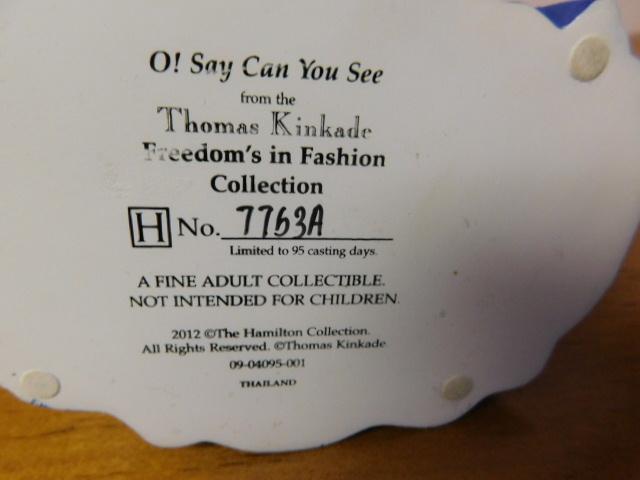 O! Say Can You See
from the
Thomas Kinkade
Freedom's in Fashion
Collection
H No. 7763A
Limited to 95 casting days.
A FINE ADULT COLLECTIBLE.
NOT INTENDED FOR CHILDREN.
2012 ©The Hamilton Collection.
All Rights Reserved. ©Thomas Kinkade
09-04095-001
THAILAND